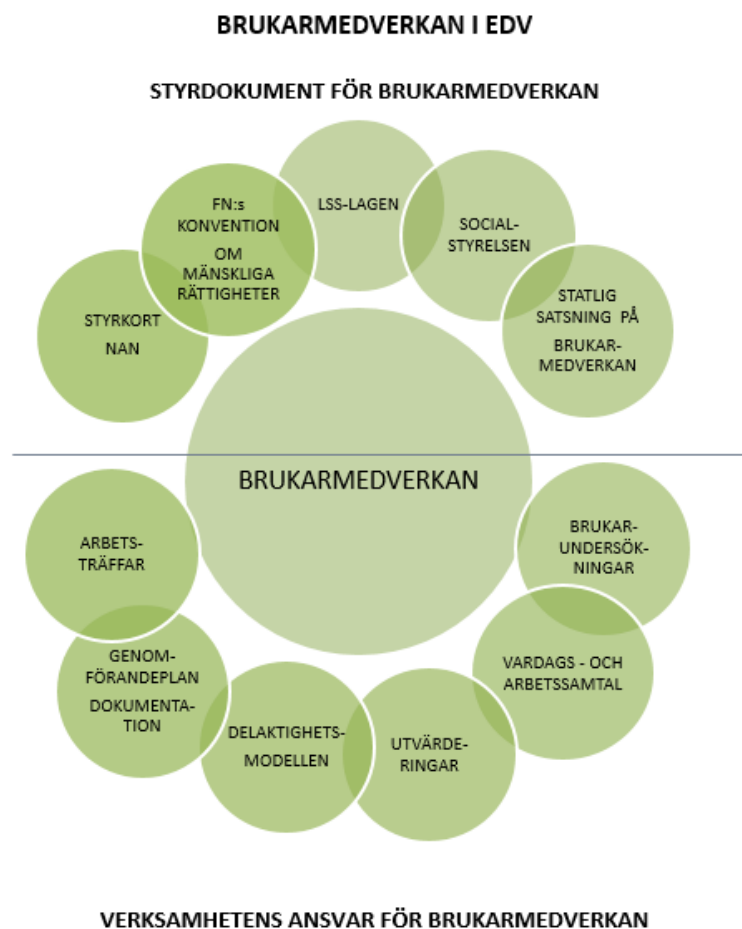 BRUKARMEDVERKAN I EDV
STYRDOKUMENT FÖR BRUKARMEDVERKAN
LSS-LAGEN
FN:s
KONVENTION
OM
MÄNSKLIGA
RÄTTIGHETER
SOCIAL-
STYRELSEN
STYRKORT
NAN
STATLIG
SATSNING PÅ
BRUKAR-
MEDVERKAN
BRUKARMEDVERKAN
ARBETS-
TRÄFFAR
BRUKAR-
UNDERSÖK-
NINGAR
GENOM-
FÖRANDEPLAN
DOKUMENTA-
TION
VARDAGS - OCH
ARBETSSAMTAL
DELAKTIGHETS-
MODELLEN
UTVÄRDE-
RINGAR
VERKSAMHETENS ANSVAR FÖR BRUKARMEDVERKAN